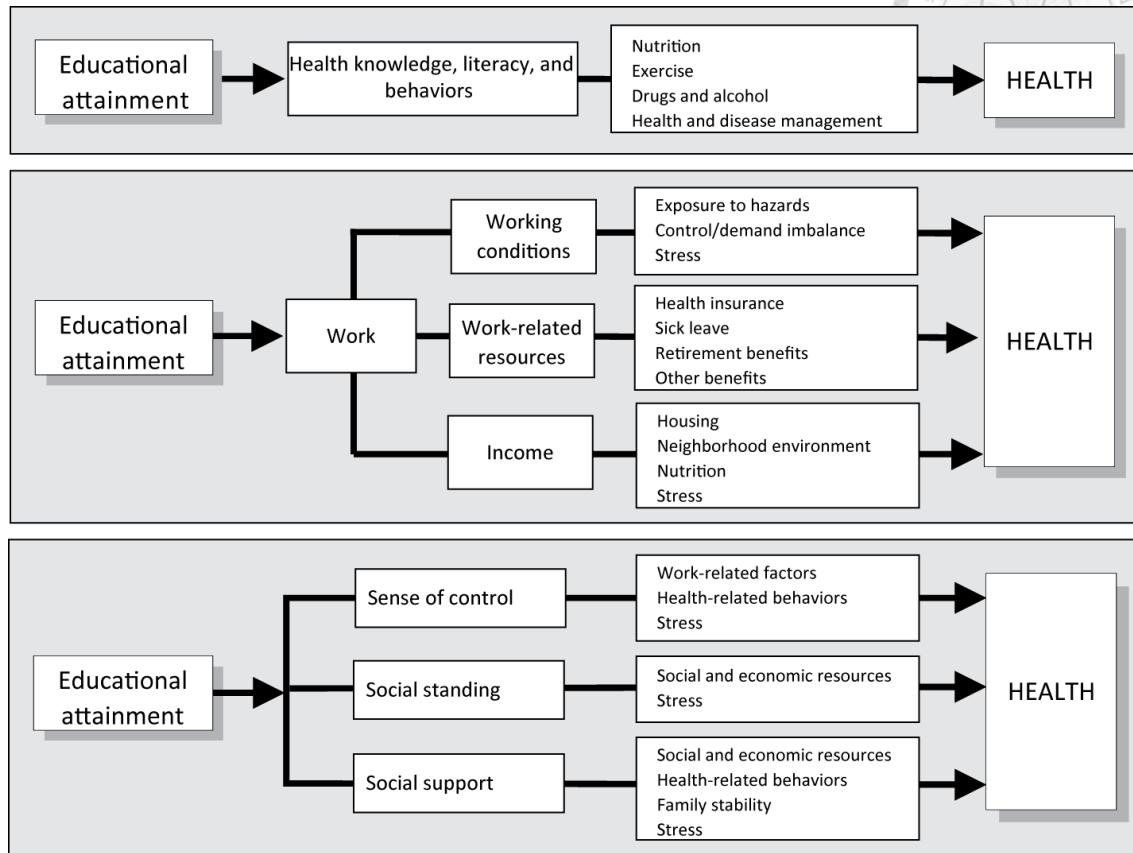 Educational
attainment
Health knowledge, literacy, and
behaviors
Nutrition
Exercise
Drugs and alcohol
Health and disease management
HEALTH
Educational
attainment
Work
Working
conditions
Exposure to hazards
Control/demand imbalance
Stress
Work-related
resources
Health insurance
Sick leave
Retirement benefits
Other benefits
Income
Housing
Neighborhood environment
Nutrition
Stress
HEALTH
Educational
attainment
Sense of control
Work-related factors
Health-related behaviors
Stress
Social standing
Social and economic resources
Stress
Social support
Social and economic resources
Health-related behaviors
Family stability
Stress
HEALTH